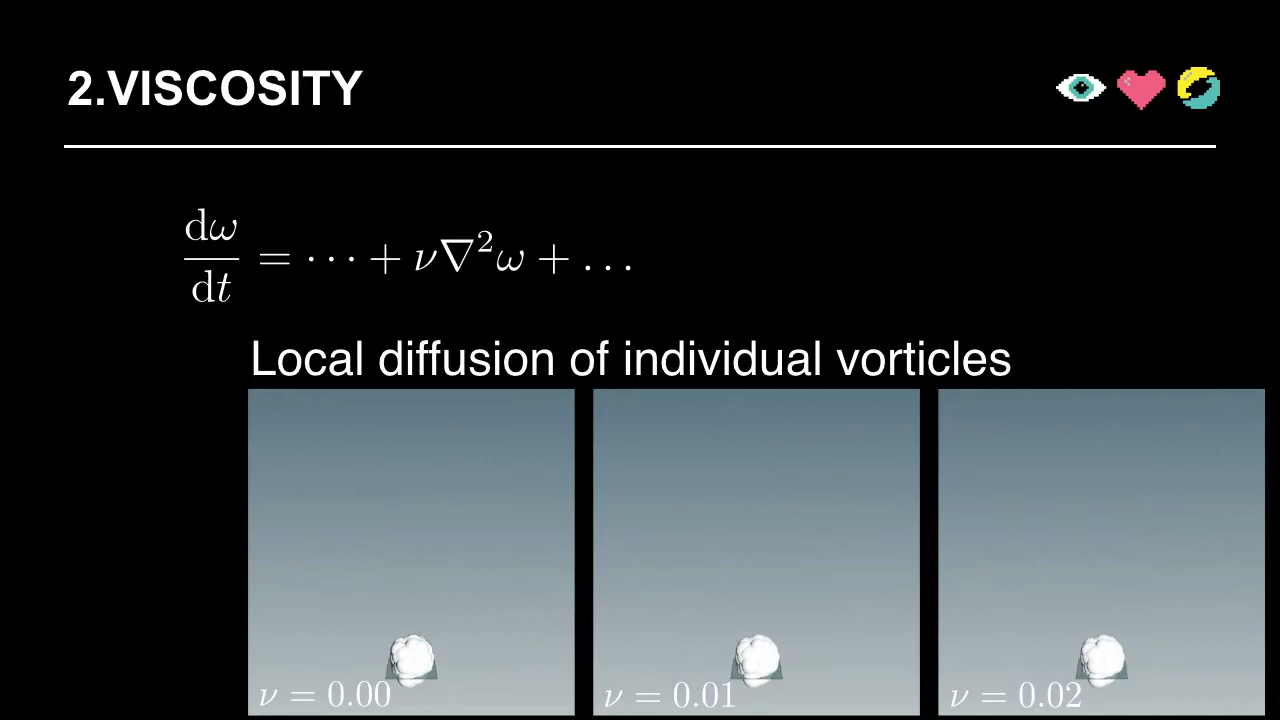 2.VISCOSITY
dω/dt = ⋯ + ν∇²ω + …
Local diffusion of individual vorticles
ν = 0.00
ν = 0.01
ν = 0.02